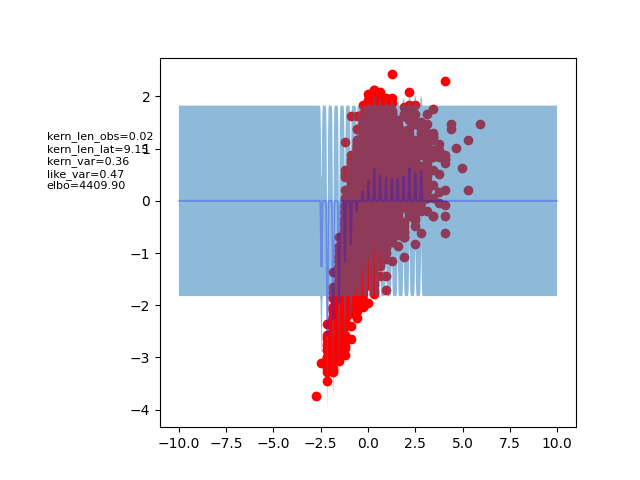 kern_len_obs=0.02
kern_len_lat=9.15
kern_var=0.36
like_var=0.47
elbo=4409.90
2
1
0
−1
−2
−3
−4
−10.0 −7.5 −5.0 −2.5 0.0 2.5 5.0 7.5 10.0